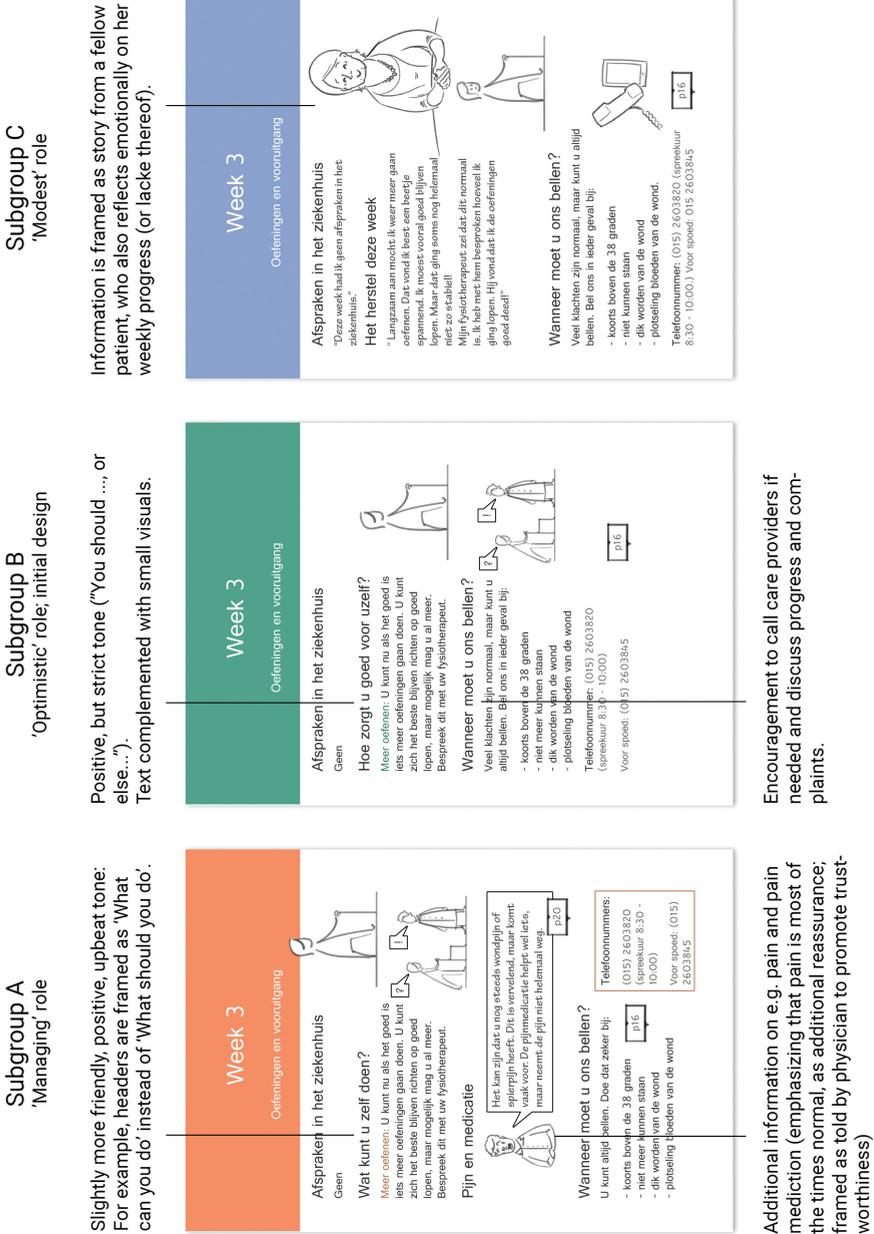 Subgroup A
'Managing' role
Slightly more friendly, positive, upbeat tone:
For example, headers are framed as 'What
can you do' instead of 'What should you do'.
Week 3
Oefeningen en vooruitgang
Afspraken in het ziekenhuis
Geen
Wat kunt u zelf doen?
Meer oefenen: U kunt nu als het goed is
iets meer oefeningen gaan doen. U kunt
zich het beste blijven richten op goed
lopen, maar mogelijk mag u al meer.
Bespreek dit met uw fysiotherapeut.
?
!
Pijn en medicatie
Het kan zijn dat u nog steeds wondpijn of
spierpijn heeft. Dit is vervelend, maar komt
vaak voor. De pijnmedicatie helpt wel iets,
maar neemt de pijn niet helemaal weg.
p20
Wanneer moet u ons bellen?
U kunt altijd bellen. Doe dat zeker bij:
- koorts boven de 38 graden
- niet meer kunnen staan
- dik worden van de wond
- plotseling bloeden van de wond
p16
Telefoonnummers:
(015) 2603820
(spreekuur 8:30 -
10:00)
Voor spoed: (015)
2603845
Additional information on e.g. pain and pain
mediction (emphasizing that pain is most of
the times normal, as additional reassurance;
framed as told by physician to promote trust-
worthiness)
Subgroup B
'Optimistic' role; initial design
Positive, but strict tone ("You should ..., or
else...").
Text complemented with small visuals.
Week 3
Oefeningen en vooruitgang
Afspraken in het ziekenhuis
Geen
Hoe zorgt u goed voor uzelf?
Meer oefenen: U kunt nu als het goed is
iets meer oefeningen gaan doen. U kunt
zich het beste blijven richten op goed
lopen, maar mogelijk mag u al meer.
Bespreek dit met uw fysiotherapeut.
Wanneer moet u ons bellen?
Veel klachten zijn normaal, maar kunt u
altijd bellen. Bel ons in ieder geval bij:
?
!
- koorts boven de 38 graden
- niet meer kunnen staan
- dik worden van de wond
- plotseling bloeden van de wond
Telefoonnummer: (015) 2603820
(spreekuur 8:30 - 10:00)
Voor spoed: (015) 2603845
p16
Encouragement to call care providers if
needed and discuss progress and com-
plaints.
Subgroup C
'Modest' role
Information is framed as story from a fellow
patient, who also reflects emotionally on her
weekly progress (or lacke thereof).
Week 3
Oefeningen en vooruitgang
Afspraken in het ziekenhuis
"Deze week had ik geen afspraken in het
ziekenhuis."
Het herstel deze week
" Langzaam aan mocht ik weer meer gaan
oefenen. Dat vond ik best een beetje
spannend. Ik moest vooral goed blijven
lopen. Maar dat ging soms nog helemaal
niet zo stabiel!
Mijn fysiotherapeut zei dat dit normaal
is. Ik heb met hem besproken hoeveel ik
ging lopen. Hij vond dat ik de oefeningen
goed deed!"
Wanneer moet u ons bellen?
Veel klachten zijn normaal, maar kunt u altijd
bellen. Bel ons in ieder geval bij:
- koorts boven de 38 graden
- niet kunnen staan
- dik worden van de wond
- plotseling bloeden van de wond.
Telefoonnummer: (015) 2603820 (spreekuur
8:30 - 10:00.) Voor spoed: 015 2603845
p16